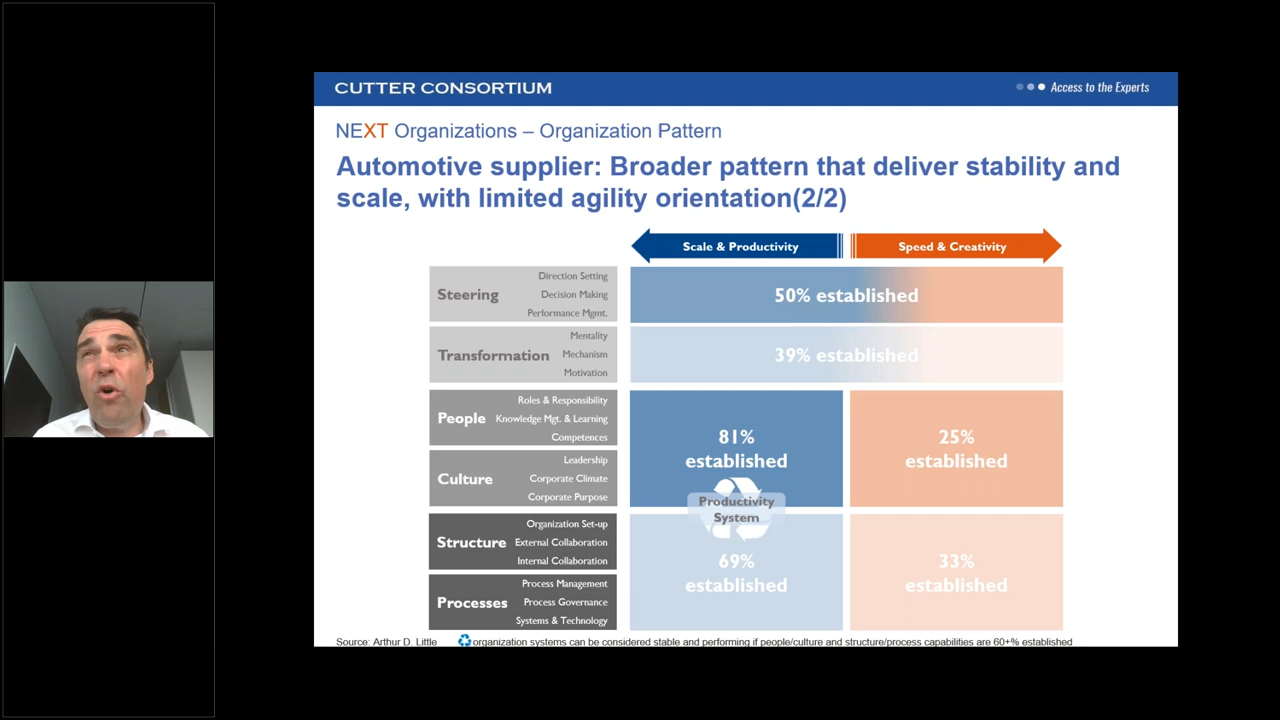 CUTTER CONSORTIUM
Access to the Experts
NEXT Organizations – Organization Pattern
Automotive supplier: Broader pattern that deliver stability and
scale, with limited agility orientation(2/2)
Scale & Productivity
Speed & Creativity
Steering
Direction Setting
Decision Making
Performance Mgmt.
50% established
Transformation
Mentality
Mechanism
Motivation
39% established
People
Roles & Responsibility
Knowledge Mgt. & Learning
Competences
Culture
Leadership
Corporate Climate
Corporate Purpose
81%
established
25%
established
Productivity
System
Structure
Organization Set-up
External Collaboration
Internal Collaboration
Processes
Process Management
Process Governance
Systems & Technology
69%
established
33%
established
Source: Arthur D. Little
organization systems can be considered stable and performing if people/culture and structure/process capabilities are 60+% established